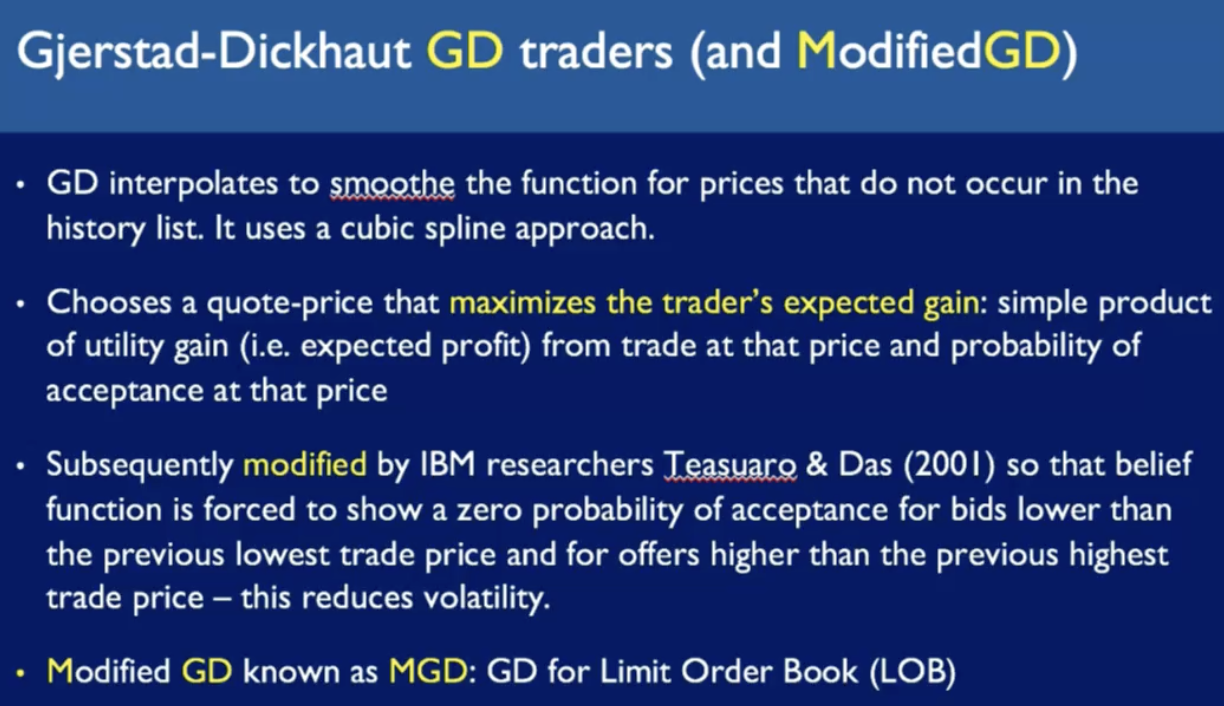 Gjerstad-Dickhaut GD traders (and ModifiedGD)
• GD interpolates to smoothe the function for prices that do not occur in the
history list. It uses a cubic spline approach.
• Chooses a quote-price that maximizes the trader's expected gain: simple product
of utility gain (i.e. expected profit) from trade at that price and probability of
acceptance at that price
• Subsequently modified by IBM researchers Teasuaro & Das (2001) so that belief
function is forced to show a zero probability of acceptance for bids lower than
the previous lowest trade price and for offers higher than the previous highest
trade price – this reduces volatility.
• Modified GD known as MGD: GD for Limit Order Book (LOB)